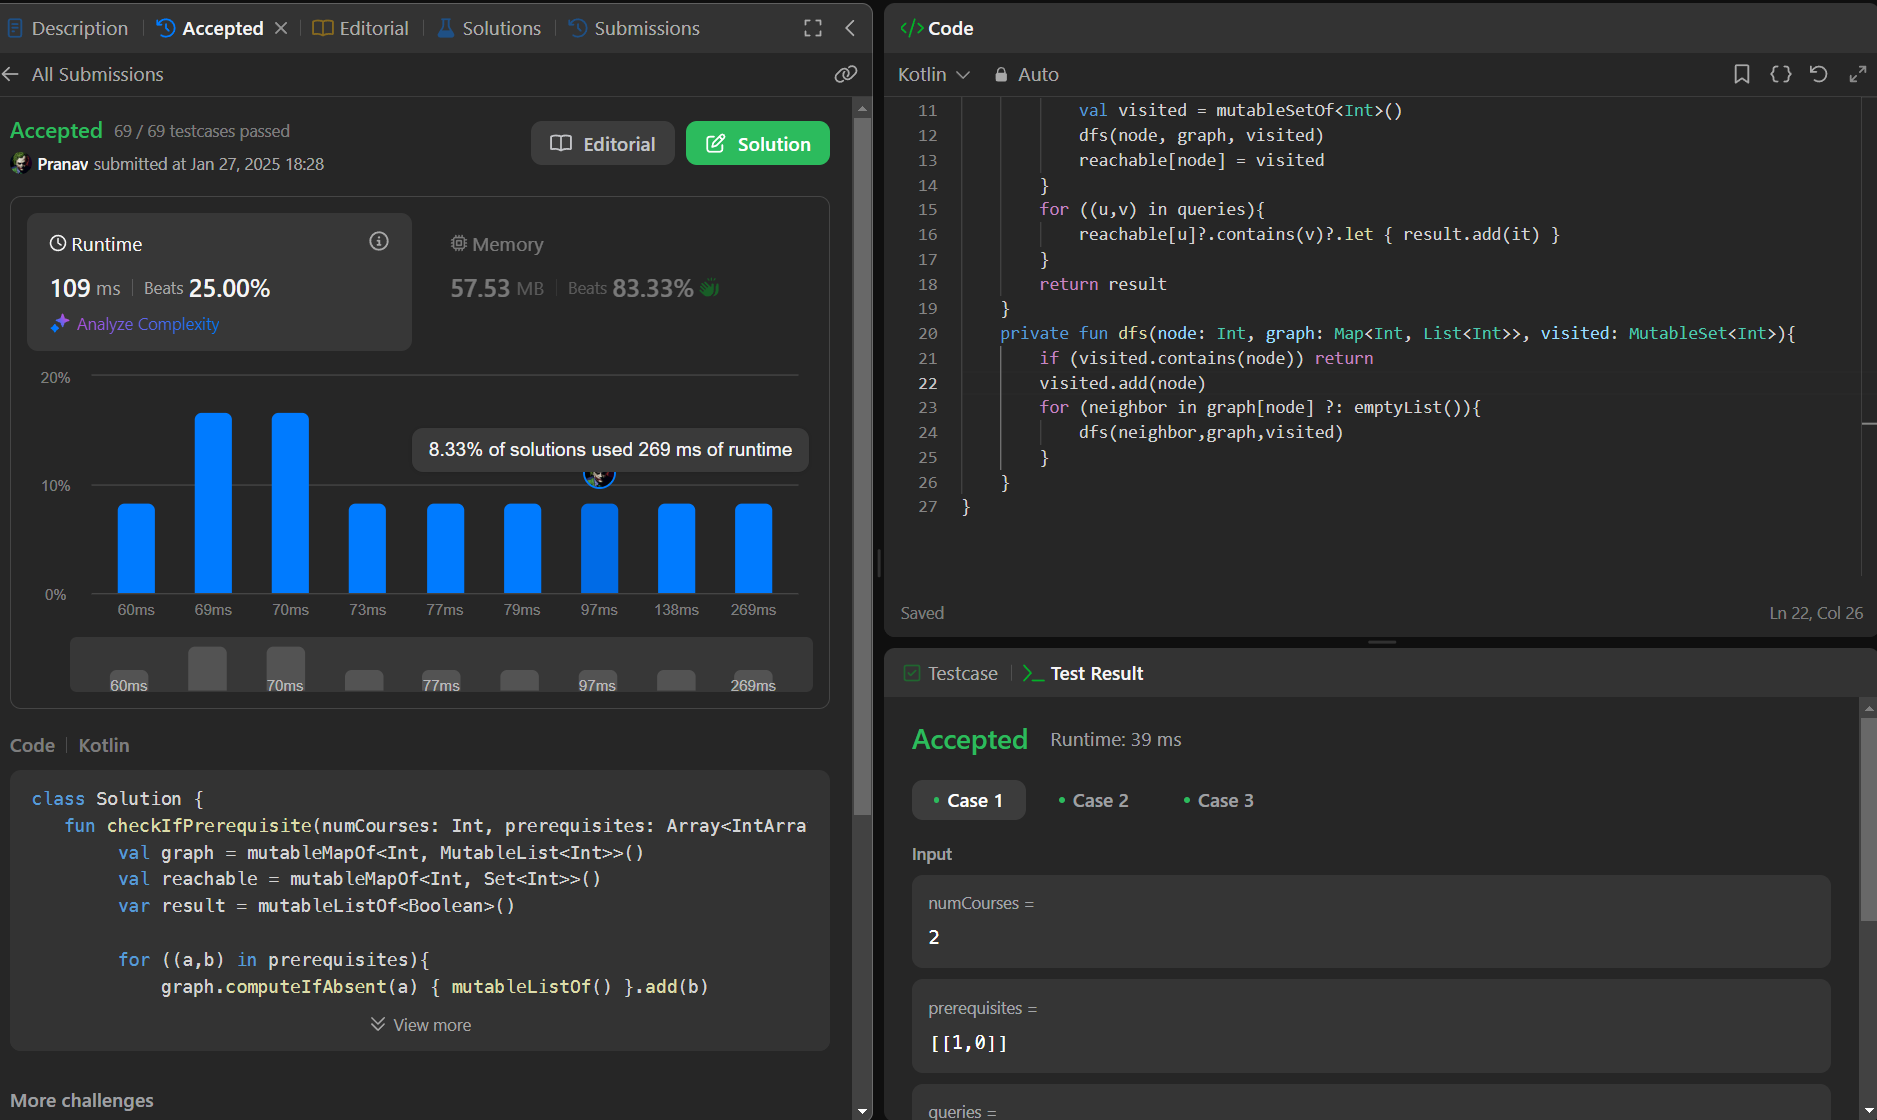 Description
Accepted
Editorial
Solutions
Submissions
All Submissions
Accepted 69 / 69 testcases passed
Pranav submitted at Jan 27, 2025 18:28
Editorial
Solution
Runtime
109 ms
Beats 25.00%
Analyze Complexity
Memory
57.53 MB
Beats 83.33%
20%
10%
0%
8.33% of solutions used 269 ms of runtime
60ms 69ms 70ms 73ms 77ms 79ms 97ms 138ms 269ms
60ms 70ms 77ms 97ms 269ms
Code
Kotlin
class Solution {
fun checkIfPrerequisite(numCourses: Int, prerequisites: Array<IntArra
val graph = mutableMapOf<Int, MutableList<Int>>()
val reachable = mutableMapOf<Int, Set<Int>>()
var result = mutableListOf<Boolean>()
for ((a,b) in prerequisites){
graph.computeIfAbsent(a) { mutableListOf() }.add(b)
View more
More challenges
</> Code
Kotlin
Auto
11 val visited = mutableSetOf<Int>()
12 dfs(node, graph, visited)
13 reachable[node] = visited
14 }
15 for ((u,v) in queries){
16 reachable[u]?.contains(v)?.let { result.add(it) }
17 }
18 return result
19 }
20 private fun dfs(node: Int, graph: Map<Int, List<Int>>, visited: MutableSet<Int>){
21 if (visited.contains(node)) return
22 visited.add(node)
23 for (neighbor in graph[node] ?: emptyList()){
24 dfs(neighbor,graph,visited)
25 }
26 }
27 }
Saved
Ln 22, Col 26
Testcase
Test Result
Accepted
Runtime: 39 ms
Case 1
Case 2
Case 3
Input
numCourses =
2
prerequisites =
[[1,0]]
queries =